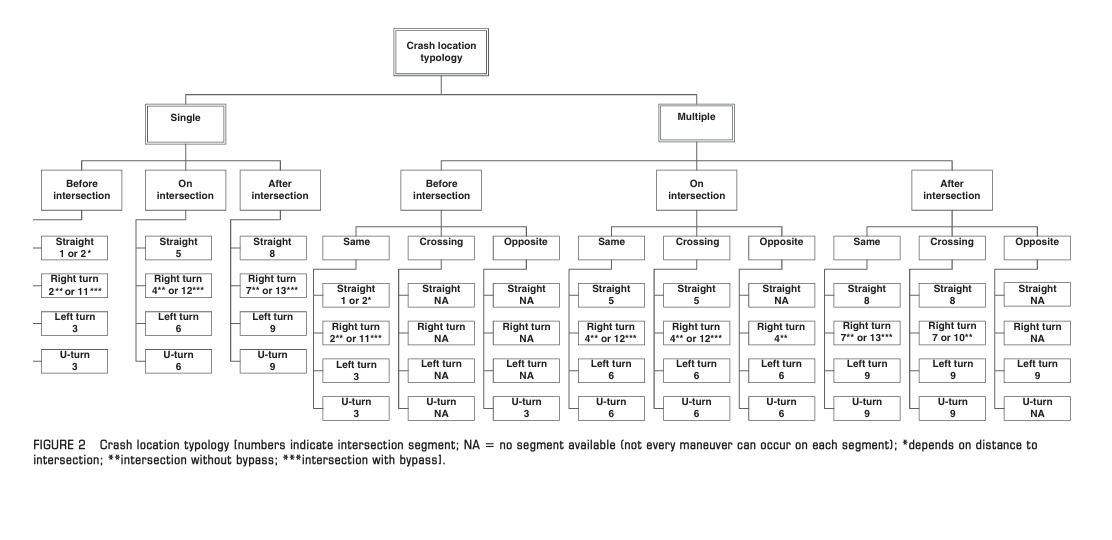 Crash location
typology
Single
Multiple
Before
intersection
On
intersection
After
intersection
Before
intersection
On
intersection
After
intersection
Straight
1 or 2*
Right turn
2** or 11***
Left turn
3
U-turn
3
Straight
5
Right turn
4** or 12***
Left turn
6
U-turn
6
Straight
8
Right turn
7** or 13***
Left turn
9
U-turn
9
Same
Straight
1 or 2*
Right turn
2** or 11***
Left turn
3
U-turn
3
Crossing
Straight
NA
Right turn
NA
Left turn
NA
U-turn
NA
Opposite
Straight
NA
Right turn
NA
Left turn
NA
U-turn
3
Same
Straight
5
Right turn
4** or 12***
Left turn
6
U-turn
6
Crossing
Straight
5
Right turn
4** or 12***
Left turn
6
U-turn
6
Opposite
Straight
NA
Right turn
4**
Left turn
6
U-turn
6
Same
Straight
8
Right turn
7** or 13***
Left turn
9
U-turn
9
Crossing
Straight
8
Right turn
7 or 10**
Left turn
9
U-turn
9
Opposite
Straight
NA
Right turn
NA
Left turn
9
U-turn
NA
FIGURE 2 Crash location typology [numbers indicate intersection segment; NA = no segment available (not every maneuver can occur on each segment); *depends on distance to
intersection; **intersection without bypass; ***intersection with bypass].